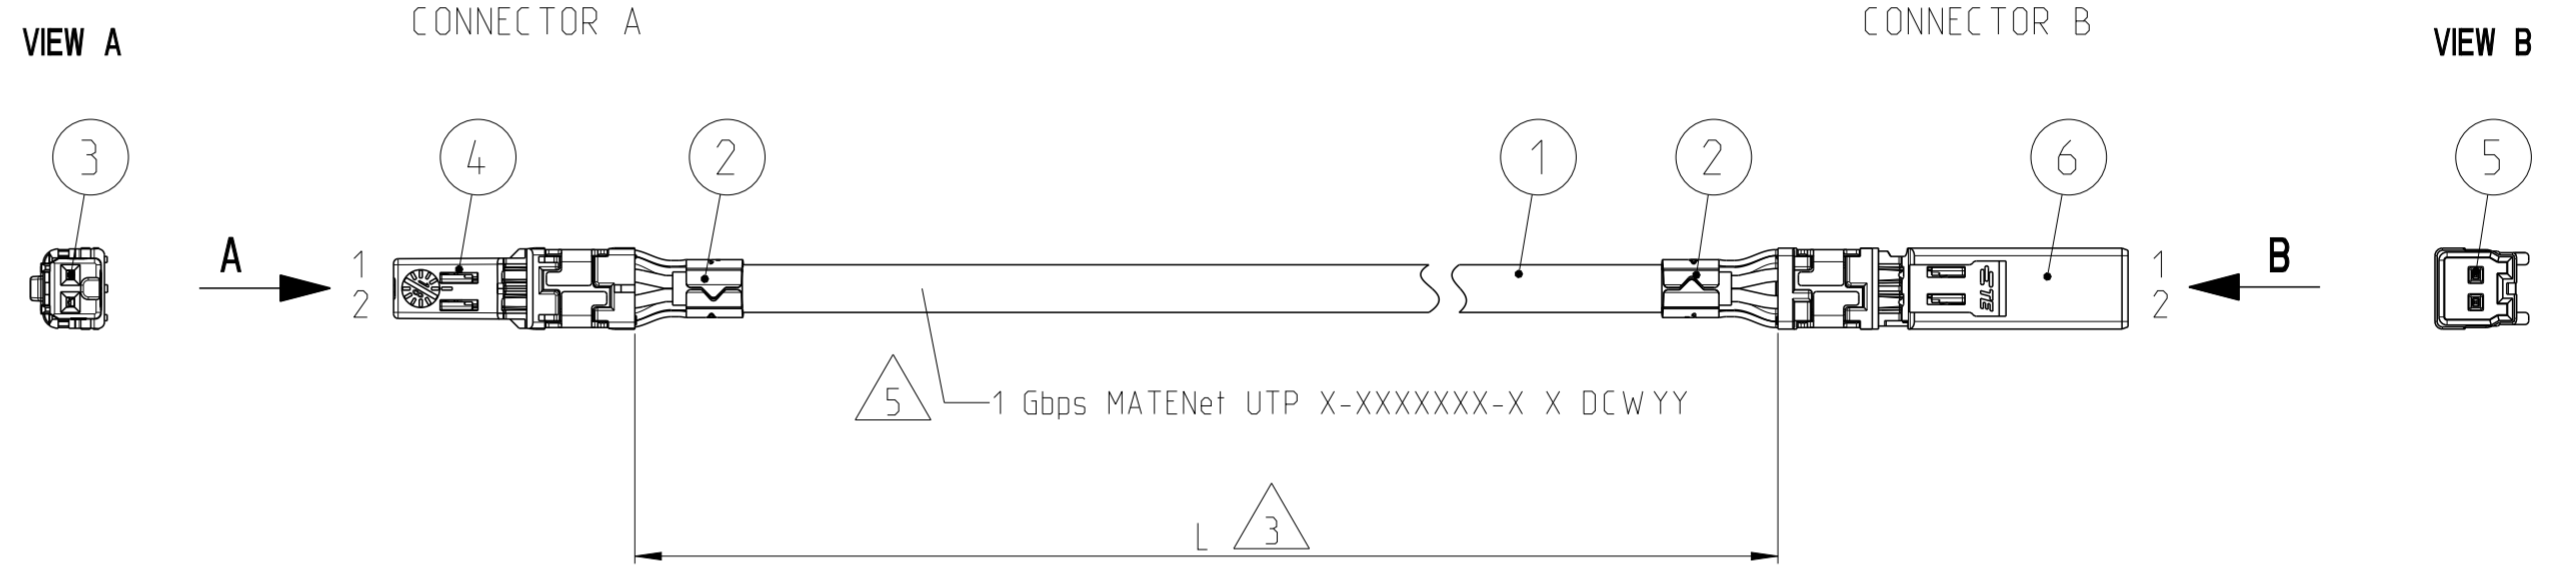 CONNECTOR A
CONNECTOR B
VIEW A
VIEW B
3
4
2
1
2
6
5
A
1
2
B
1
2
TE
5
1 Gbps MATENet UTP X-XXXXXXX-X X DCWYY
L
3